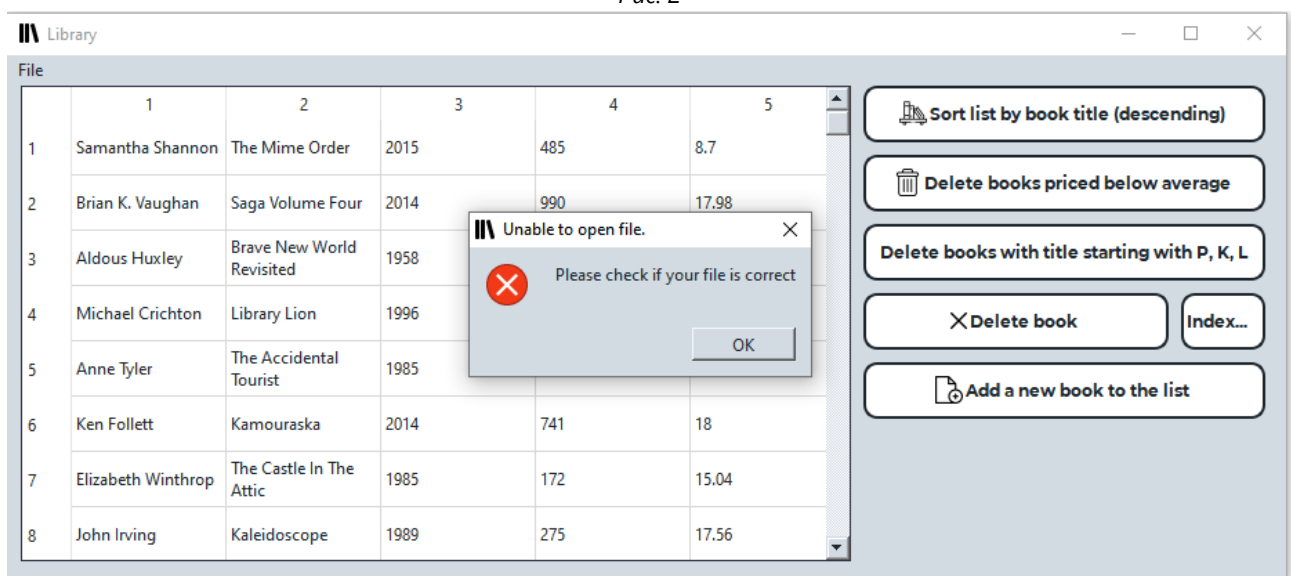 Рис. 2
Library
File
1 2 3 4 5
1 Samantha Shannon The Mime Order 2015 485 8.7
2 Brian K. Vaughan Saga Volume Four 2014 990 17.98
3 Aldous Huxley Brave New World Revisited 1958
4 Michael Crichton Library Lion 1996
5 Anne Tyler The Accidental Tourist 1985
6 Ken Follett Kamouraska 2014 741 18
7 Elizabeth Winthrop The Castle In The Attic 1985 172 15.04
8 John Irving Kaleidoscope 1989 275 17.56
Unable to open file.
Please check if your file is correct
OK
Sort list by book title (descending)
Delete books priced below average
Delete books with title starting with P, K, L
Delete book
Index...
Add a new book to the list